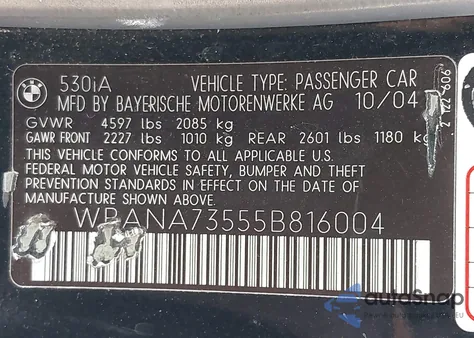 530iA VEHICLE TYPE: PASSENGER CAR
MFD BY BAYERISCHE MOTORENWERKE AG 10/04
GVWR 4597 lbs 2085 kg
GAWR FRONT 2227 lbs 1010 kg REAR 2601 lbs 1180 kg
THIS VEHICLE CONFORMS TO ALL APPLICABLE U.S.
FEDERAL MOTOR VEHICLE SAFETY, BUMPER AND THEFT
PREVENTION STANDARDS IN EFFECT ON THE DATE OF
MANUFACTURE SHOWN ABOVE.
WBANA73555B816004
autoSnap